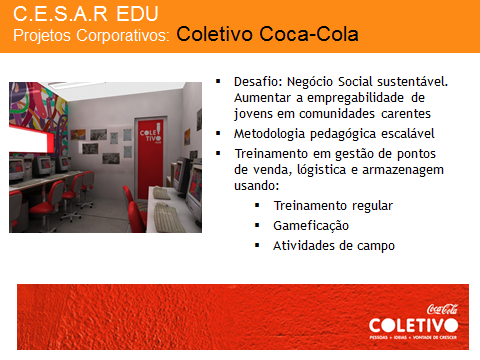 C.E.S.A.R EDU
Projetos Corporativos: Coletivo Coca-Cola
COLE!
TIVO
▪ Desafio: Negócio Social sustentável.
Aumentar a empregabilidade de
jovens em comunidades carentes
▪ Metodologia pedagógica escalável
▪ Treinamento em gestão de pontos
de venda, lógistica e armazenagem
usando:
▪ Treinamento regular
▪ Gameficação
▪ Atividades de campo
Coca-Cola
COLETIVO
PESSOAS + IDEIAS = VONTADE DE CRESCER